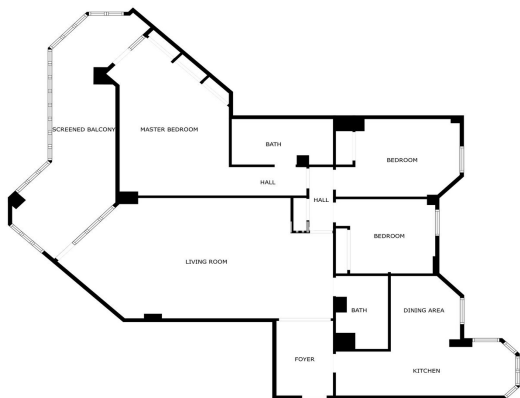 SCREENED BALCONY
MASTER BEDROOM
BATH
BEDROOM
HALL
HALL
BEDROOM
LIVING ROOM
BATH
DINING AREA
FOYER
KITCHEN